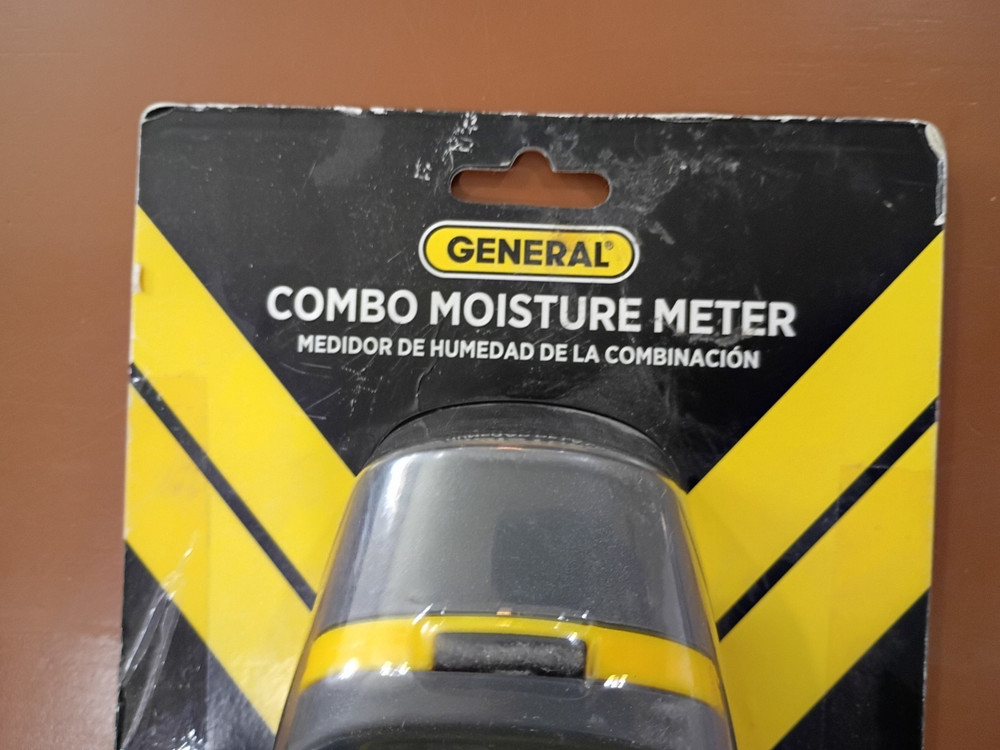 GENERAL®
COMBO MOISTURE METER
MEDIDOR DE HUMEDAD DE LA COMBINACIÓN